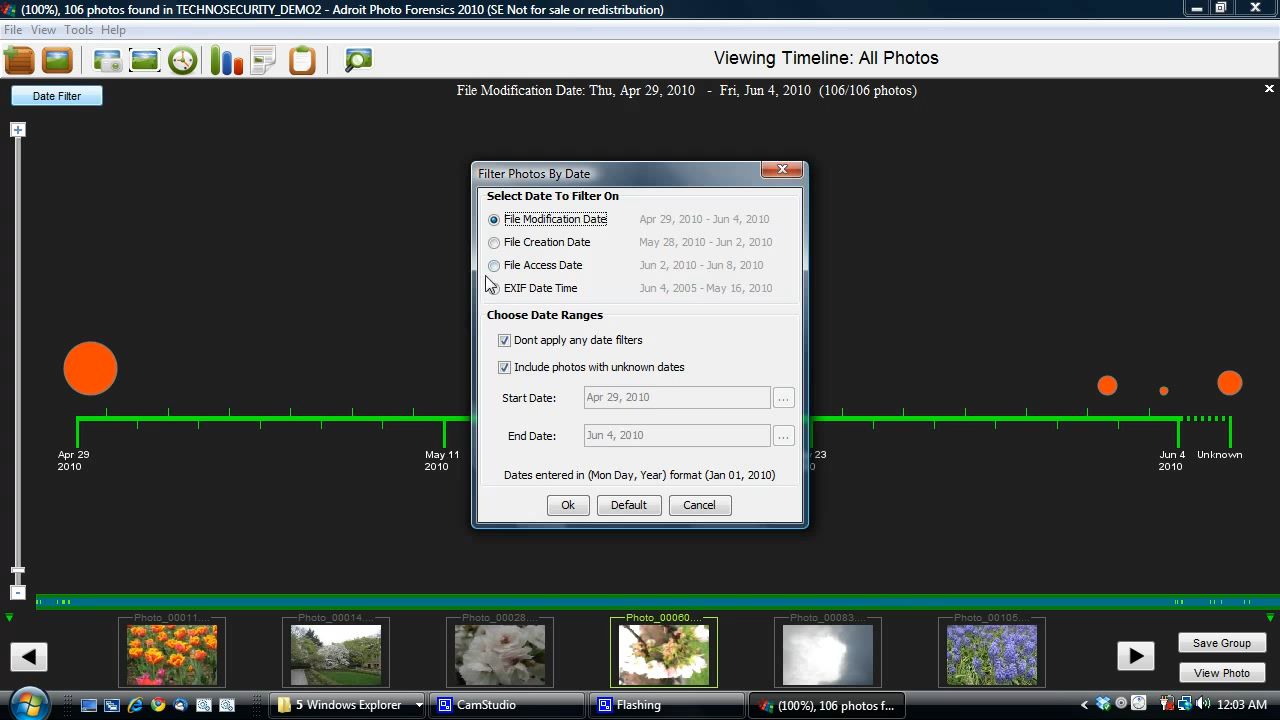 (100%), 106 photos found in TECHNOSECURITY_DEMO2 - Adroit Photo Forensics 2010 (SE Not for sale or redistribution)
File View Tools Help
Viewing Timeline: All Photos
Date Filter
File Modification Date: Thu, Apr 29, 2010 - Fri, Jun 4, 2010 (106/106 photos)
Filter Photos By Date
Select Date To Filter On
File Modification Date Apr 29, 2010 - Jun 4, 2010
File Creation Date May 28, 2010 - Jun 2, 2010
File Access Date Jun 2, 2010 - Jun 8, 2010
EXIF Date Time Jun 4, 2005 - May 16, 2010
Choose Date Ranges
Dont apply any date filters
Include photos with unknown dates
Start Date: Apr 29, 2010 ...
End Date: Jun 4, 2010 ...
Dates entered in (Mon Day, Year) format (Jan 01, 2010)
Ok Default Cancel
Apr 29 May 11 23 Jun 4 Unknown
2010 2010 2010
Photo_00011.... Photo_00014.... Photo_00028.... Photo_00060.... Photo_00083.... Photo_00105....
Save Group
View Photo
5 Windows Explorer CamStudio Flashing (100%), 106 photos f... 12:03 AM